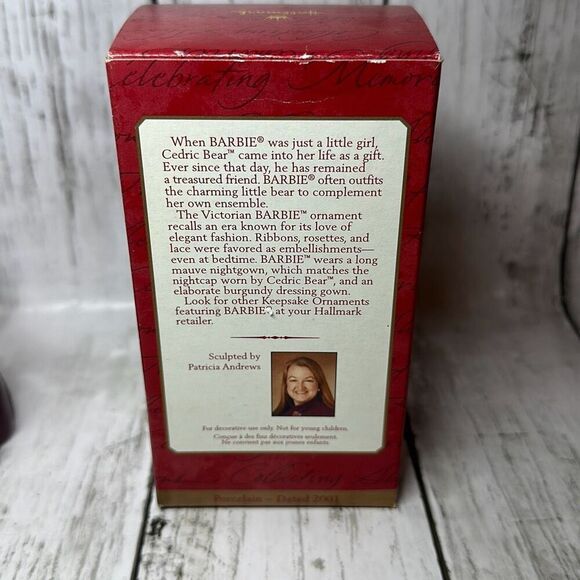 Hallmark
Celebrating Memor
When BARBIE® was just a little girl,
Cedric Bear™ came into her life as a gift.
Ever since that day, he has remained
a treasured friend. BARBIE® often outfits
the charming little bear to complement
her own ensemble.
The Victorian BARBIE™ ornament
recalls an era known for its love of
elegant fashion. Ribbons, rosettes, and
lace were favored as embellishments—
even at bedtime. BARBIE™ wears a long
mauve nightgown, which matches the
nightcap worn by Cedric Bear™, and an
elaborate burgundy dressing gown.
Look for other Keepsake Ornaments
featuring BARBIE® at your Hallmark
retailer.
Sculpted by
Patricia Andrews
For decorative use only. Not for young children.
Conçue à des fins décoratives seulement.
Ne convient pas aux jeunes enfants.
Porcelain – Dated 2001